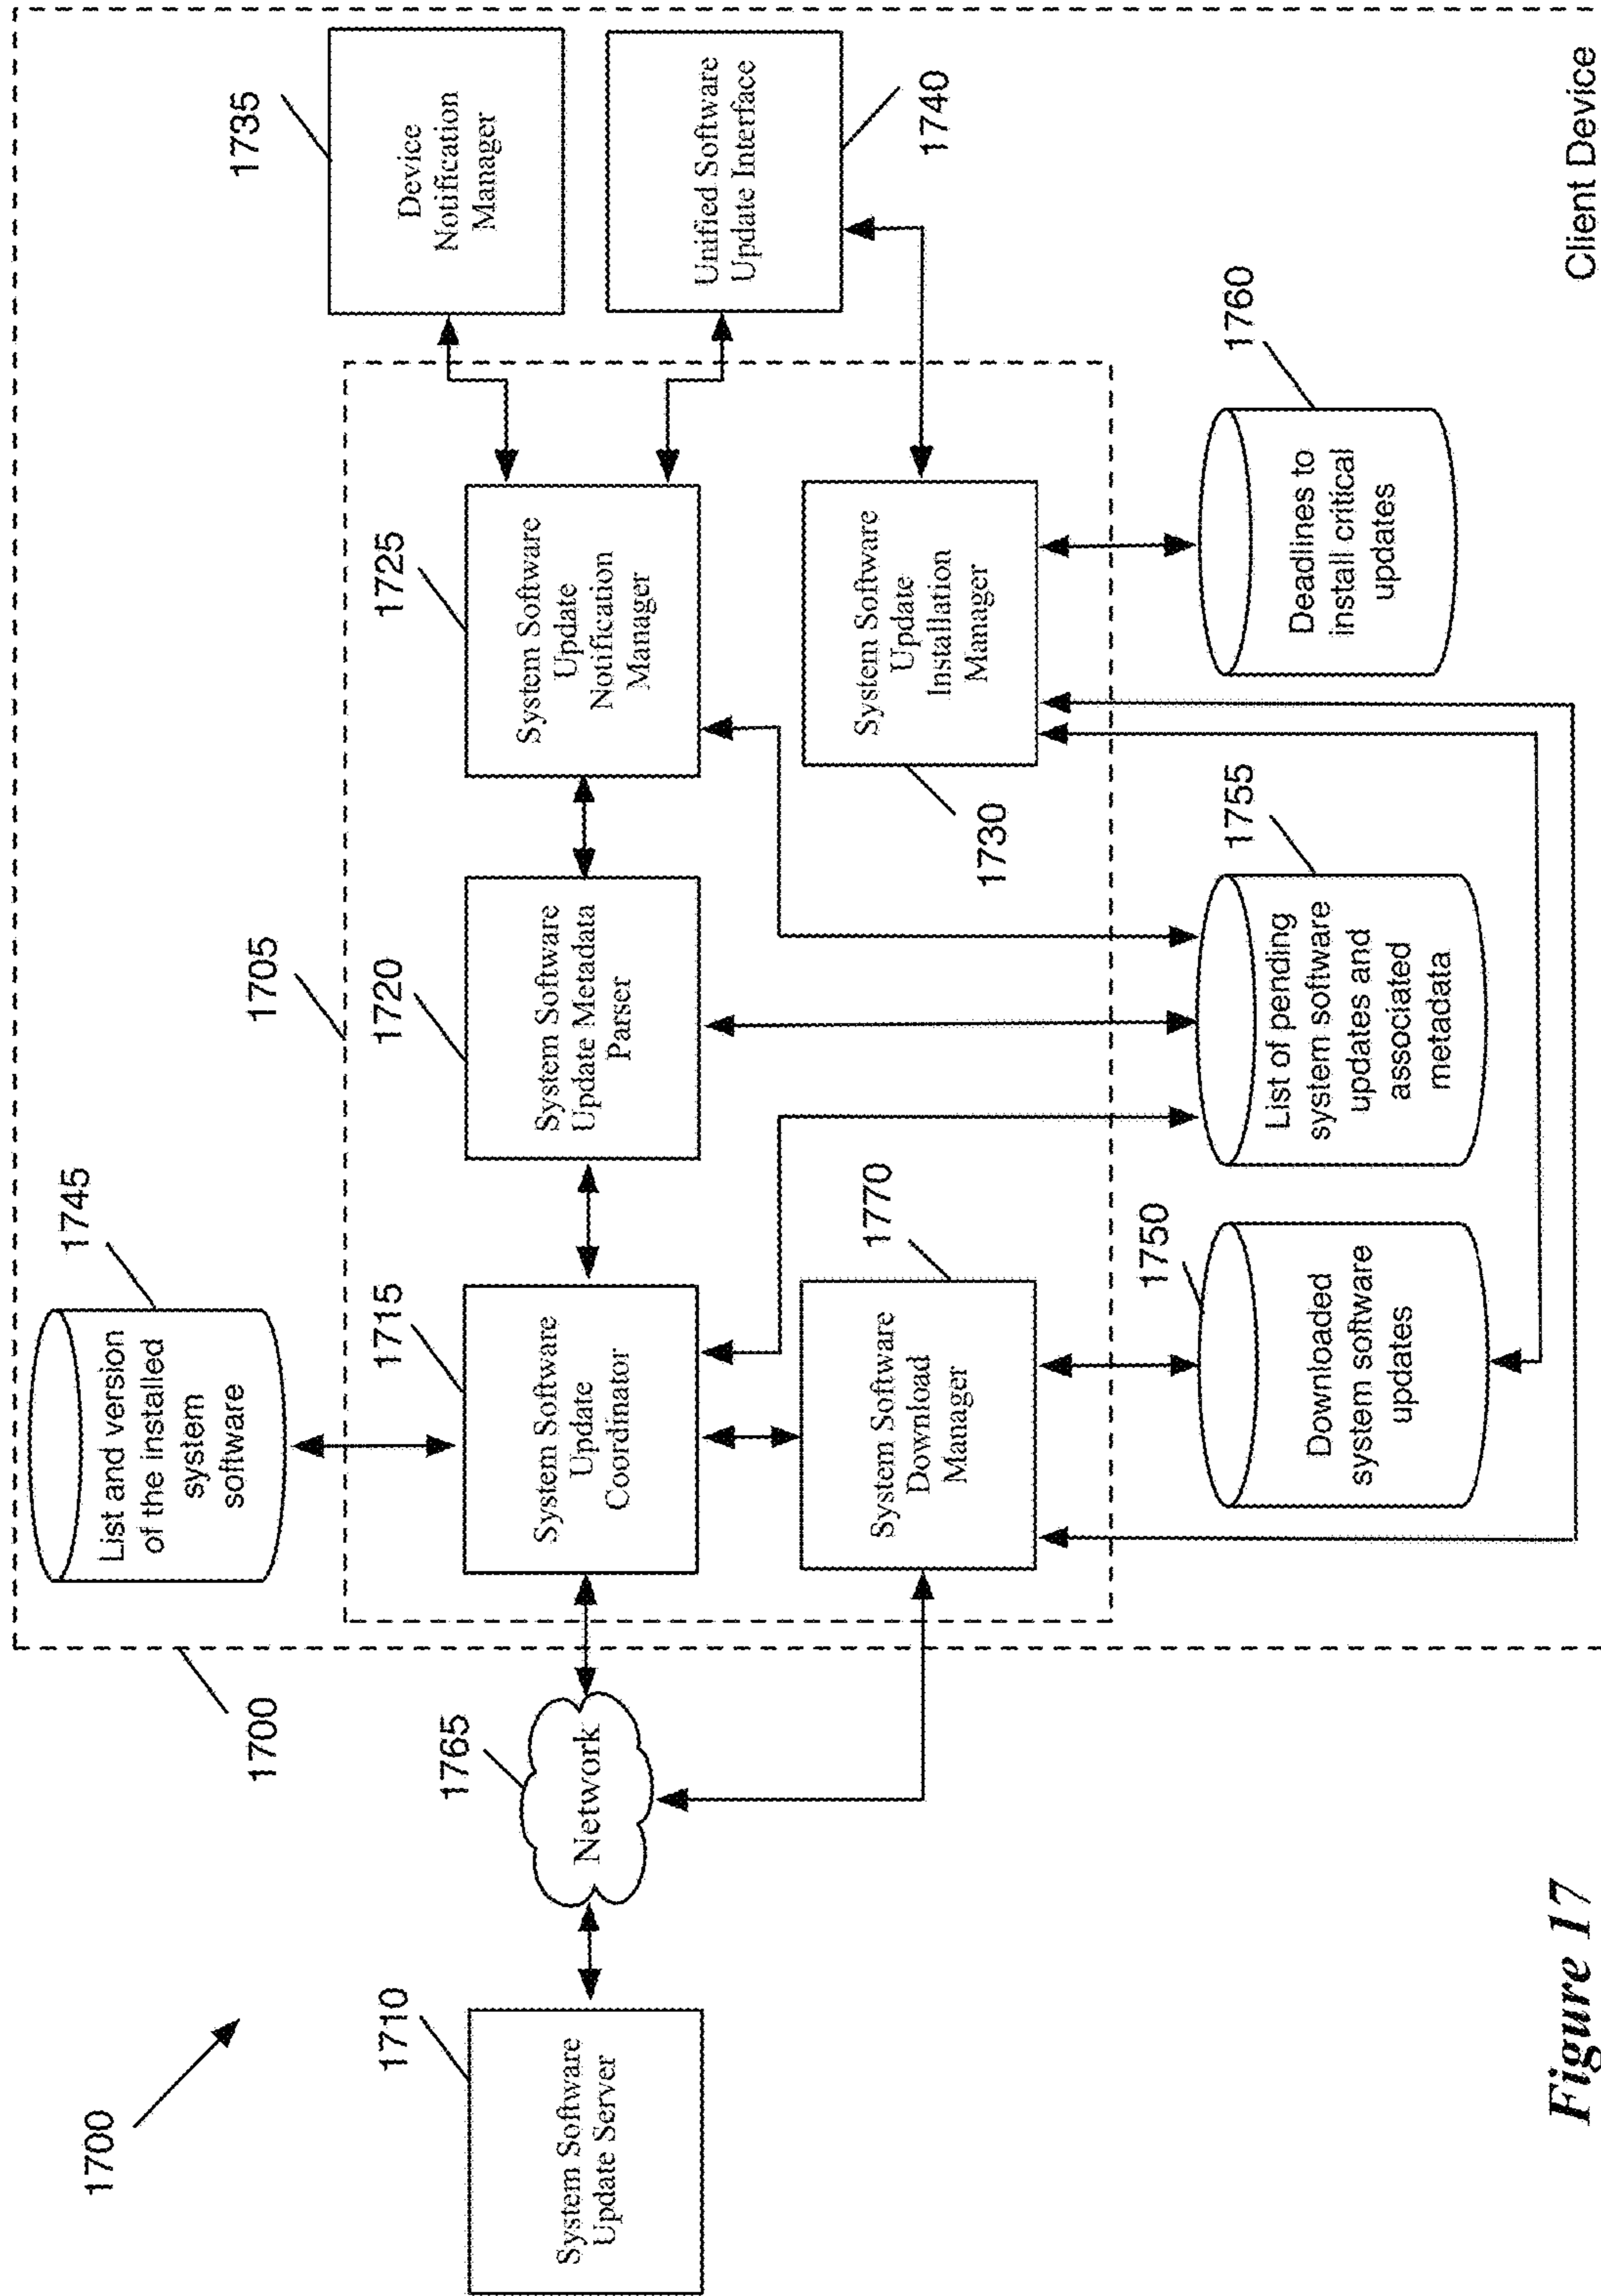 1700
1710
System Software
Update Server
1765
Network
1700
1745
List and version
of the installed
system
software
1705
1715
System Software
Update
Coordinator
1720
System Software
Update Metadata
Parser
1725
System Software
Update
Notification
Manager
1735
Device
Notification
Manager
Unified Software
Update Interface
1740
1770
System Software
Download
Manager
System Software
Update
Installation
Manager
1730
1750
Downloaded
system software
updates
1755
List of pending
system software
updates and
associated
metadata
1760
Deadlines to
install critical
updates
Client Device
Figure 17